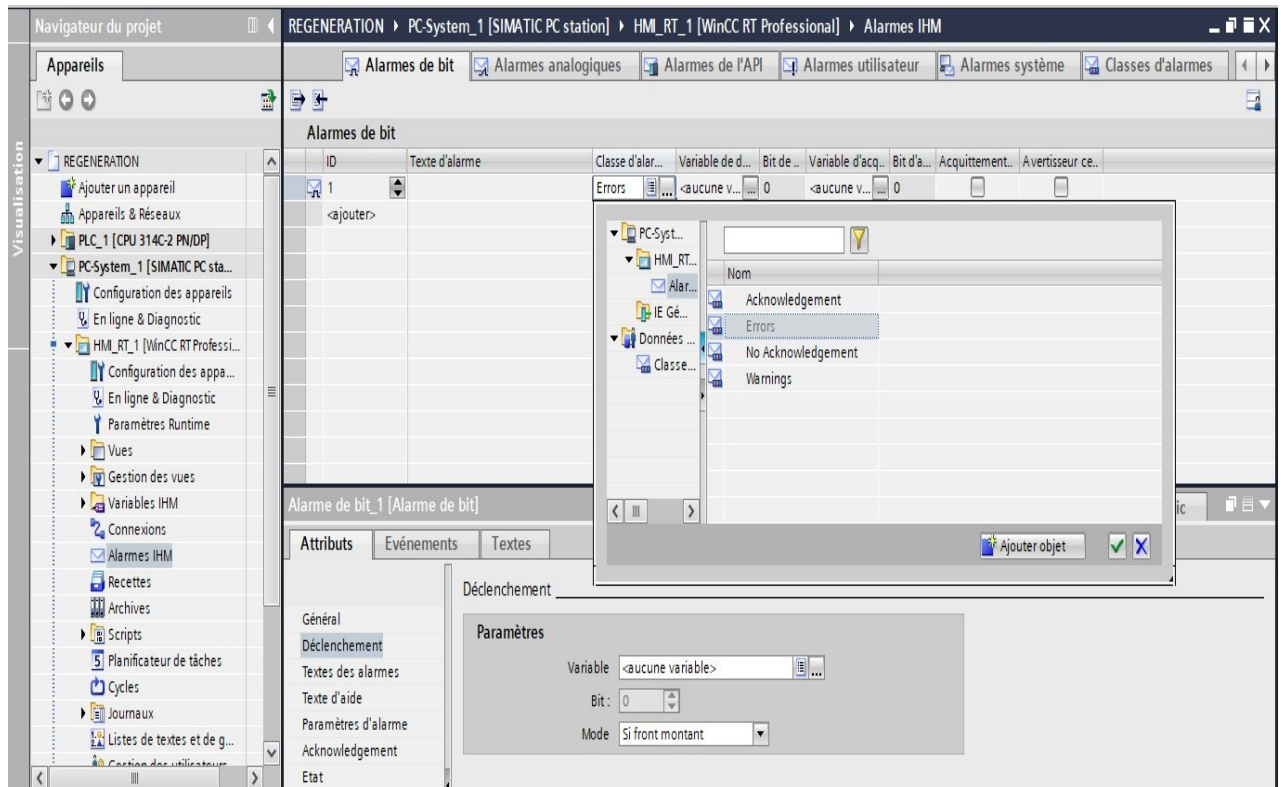 Visualisation
Navigateur du projet
Appareils
REGENERATION
Ajouter un appareil
Appareils & Réseaux
PLC_1 [CPU 314C-2 PN/DP]
PC-System_1 [SIMATIC PC sta...
Configuration des appareils
En ligne & Diagnostic
HMI_RT_1 [WinCC RT Professi...
Configuration des appa...
En ligne & Diagnostic
Paramètres Runtime
Vues
Gestion des vues
Variables IHM
Connexions
Alarmes IHM
Recettes
Archives
Scripts
Planificateur de tâches
Cycles
Journaux
Listes de textes et de g...
Gestion des utilisateurs
REGENERATION PC-System_1 [SIMATIC PC station] HMI_RT_1 [WinCC RT Professional] Alarmes IHM
Alarmes de bit Alarmes analogiques Alarmes de l'API Alarmes utilisateur Alarmes système Classes d'alarmes
Alarmes de bit
ID Texte d'alarme Classe d'alar... Variable de d... Bit de .. Variable d'acq.. Bit d'a... Acquittement.. Avertisseur ce..
1 Errors <aucune v... 0 <aucune v... 0
<ajouter>
PC-Syst...
HMI_RT...
Alar...
IE Gé...
Données ...
Classe...
Nom
Acknowledgement
Errors
No Acknowledgement
Warnings
Ajouter objet
Alarme de bit_1 [Alarme de bit] ic
Attributs Evénements Textes
Général
Déclenchement
Textes des alarmes
Texte d'aide
Paramètres d'alarme
Acknowledgement
Etat
Déclenchement
Paramètres
Variable <aucune variable>
Bit : 0
Mode Si front montant